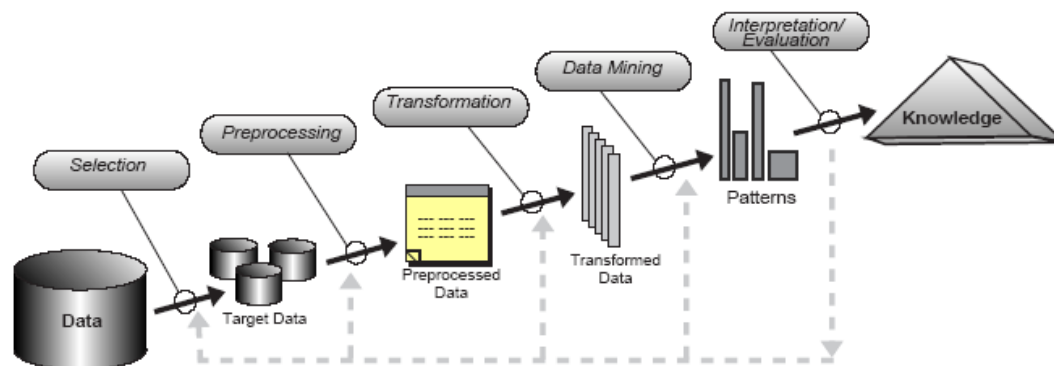 Interpretation/
Evaluation
Data Mining
Transformation
Preprocessing
Selection
Knowledge
Patterns
Transformed
Data
Preprocessed
Data
Target Data
Data